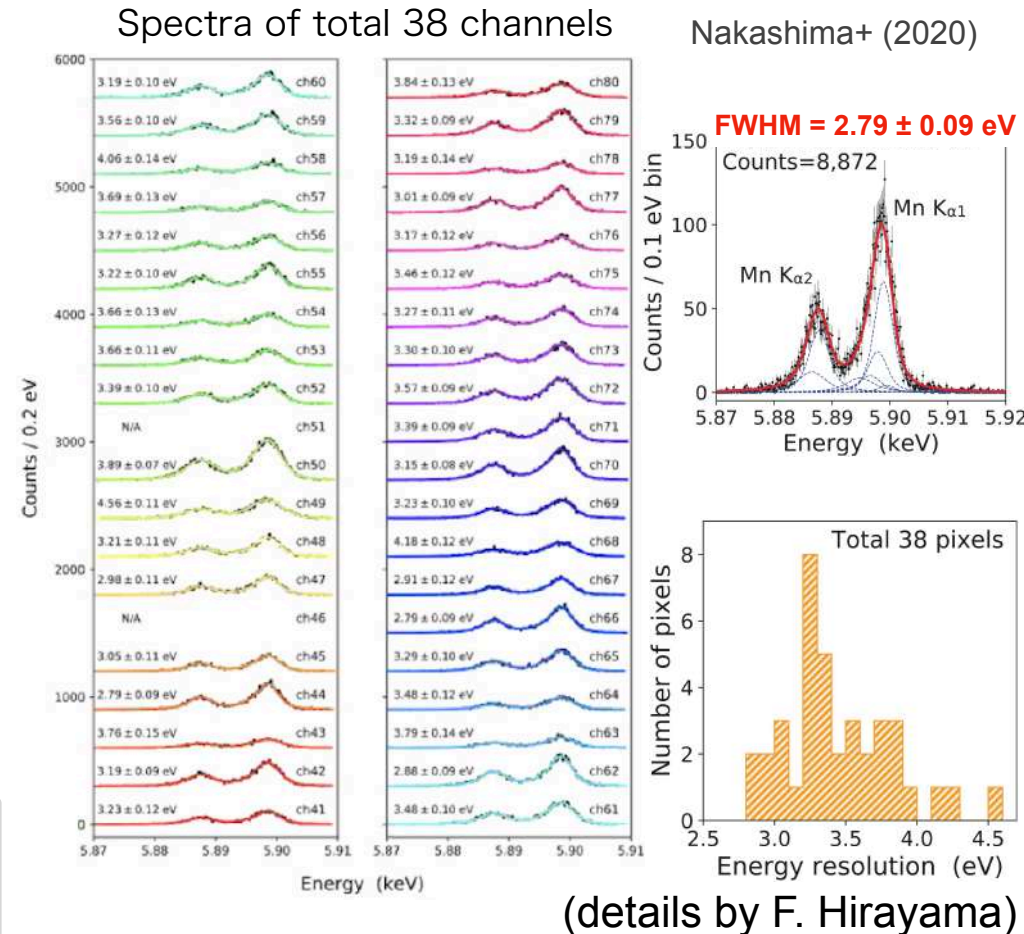 Spectra of total 38 channels
Nakashima+ (2020)
6000
5000
4000
3000
2000
1000
0
Counts / 0.2 eV
3.19 ± 0.10 eV ch60
3.56 ± 0.10 eV ch59
4.06 ± 0.14 eV ch58
3.69 ± 0.13 eV ch57
3.27 ± 0.12 eV ch56
3.22 ± 0.10 eV ch55
3.66 ± 0.13 eV ch54
3.66 ± 0.11 eV ch53
3.39 ± 0.10 eV ch52
N/A ch51
3.89 ± 0.07 eV ch50
4.56 ± 0.11 eV ch49
3.21 ± 0.11 eV ch48
2.98 ± 0.11 eV ch47
N/A ch46
3.05 ± 0.11 eV ch45
2.79 ± 0.09 eV ch44
3.76 ± 0.15 eV ch43
3.19 ± 0.09 eV ch42
3.23 ± 0.12 eV ch41
5.87 5.88 5.89 5.90 5.91
3.84 ± 0.13 eV ch80
3.32 ± 0.09 eV ch79
3.19 ± 0.14 eV ch78
3.01 ± 0.09 eV ch77
3.17 ± 0.12 eV ch76
3.46 ± 0.12 eV ch75
3.27 ± 0.11 eV ch74
3.30 ± 0.10 eV ch73
3.57 ± 0.09 eV ch72
3.39 ± 0.09 eV ch71
3.15 ± 0.08 eV ch70
3.23 ± 0.10 eV ch69
4.18 ± 0.12 eV ch68
2.91 ± 0.12 eV ch67
2.79 ± 0.09 eV ch66
3.29 ± 0.10 eV ch65
3.48 ± 0.12 eV ch64
3.79 ± 0.14 eV ch63
2.88 ± 0.09 eV ch62
3.48 ± 0.10 eV ch61
5.87 5.88 5.89 5.90 5.91
Energy (keV)
FWHM = 2.79 ± 0.09 eV
150
100
50
0
Counts / 0.1 eV bin
Counts=8,872
Mn Kα1
Mn Kα2
5.87 5.88 5.89 5.90 5.91 5.92
Energy (keV)
Total 38 pixels
8
6
4
2
0
Number of pixels
2.5 3.0 3.5 4.0 4.5
Energy resolution (eV)
(details by F. Hirayama)